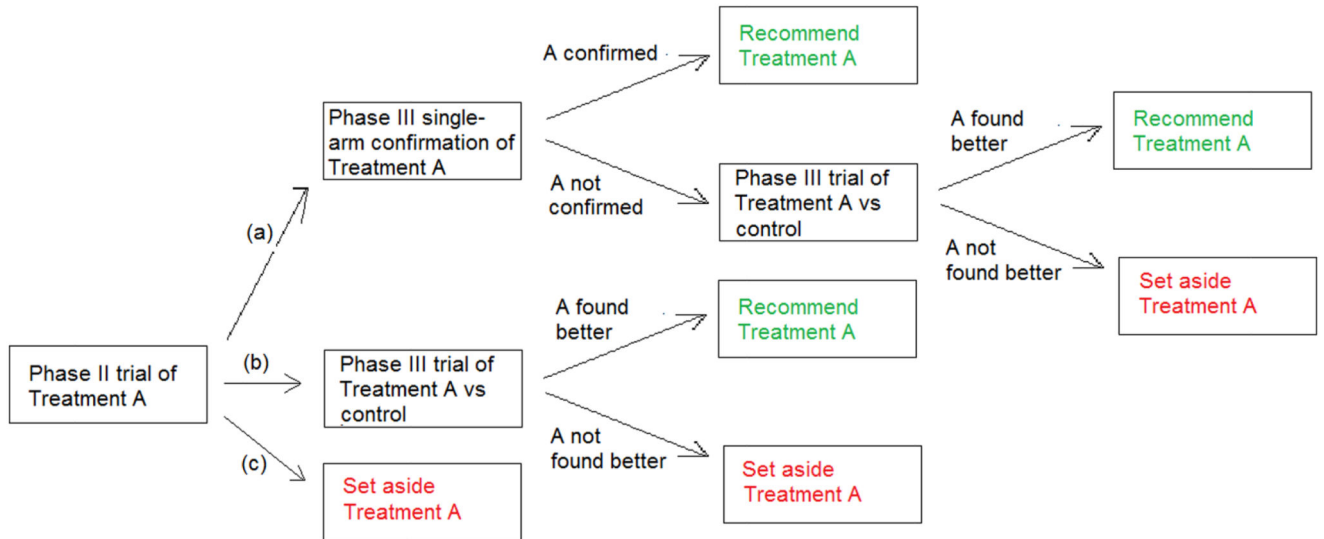 Phase II trial of
Treatment A
(a)
(b)
(c)
Phase III single-
arm confirmation of
Treatment A
A confirmed
Recommend
Treatment A
A not
confirmed
Phase III trial of
Treatment A vs
control
A found
better
Recommend
Treatment A
A not
found better
Set aside
Treatment A
Phase III trial of
Treatment A vs
control
A found
better
Recommend
Treatment A
A not
found better
Set aside
Treatment A
Set aside
Treatment A